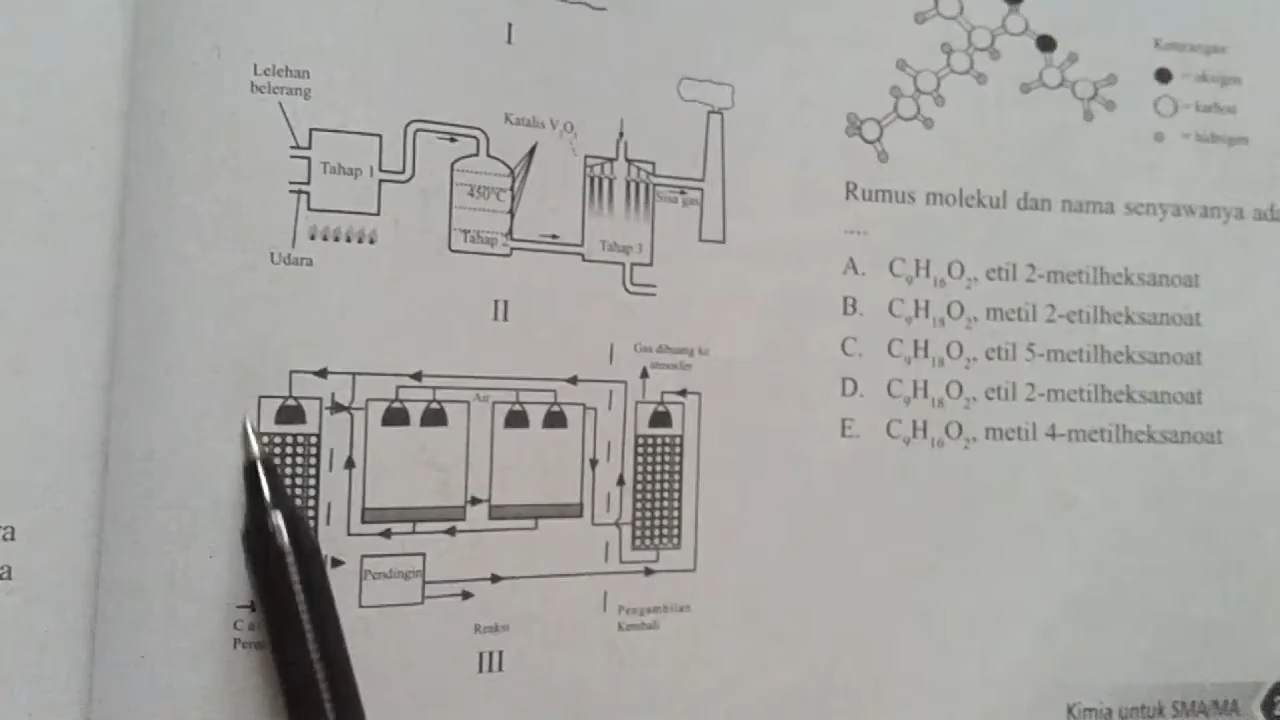 I
Lelehan
belerang
Tahap 1
Udara
Katalis V₂O₅
450°C
Tahap 2
Tahap 3
Sisa gas
II
Gas dibuang ke
atmosfer
Air
Pendingin
Reaksi
Pengambilan
Kembali
III
Keterangan
= oksigen
= karbon
= hidrogen
Rumus molekul dan nama senyawanya
....
A. C₉H₁₆O₂, etil 2-metilheksanoat
B. C₉H₁₈O₂, metil 2-etilheksanoat
C. C₉H₁₈O₂, etil 5-metilheksanoat
D. C₉H₁₈O₂, etil 2-metilheksanoat
E. C₉H₁₆O₂, metil 4-metilheksanoat
Kimia untuk SMA/MA